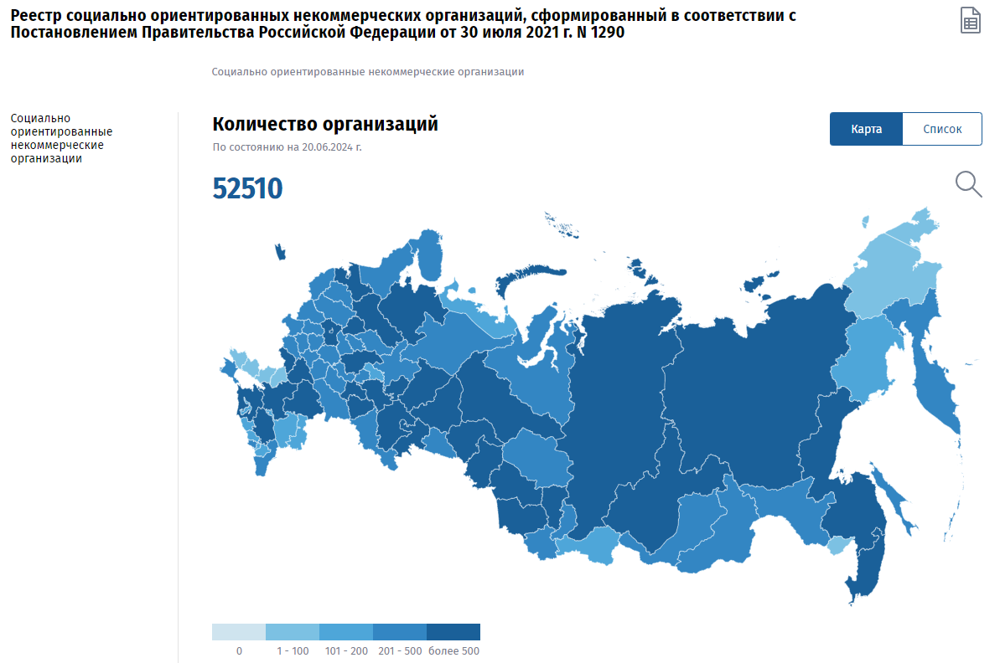 Реестр социально ориентированных некоммерческих организаций, сформированный в соответствии с
Постановлением Правительства Российской Федерации от 30 июля 2021 г. N 1290
Социально ориентированные некоммерческие организации
Социально
ориентированные
некоммерческие
организации
Количество организаций
По состоянию на 20.06.2024 г.
Карта
Список
52510
0
1 - 100
101 - 200
201 - 500
более 500